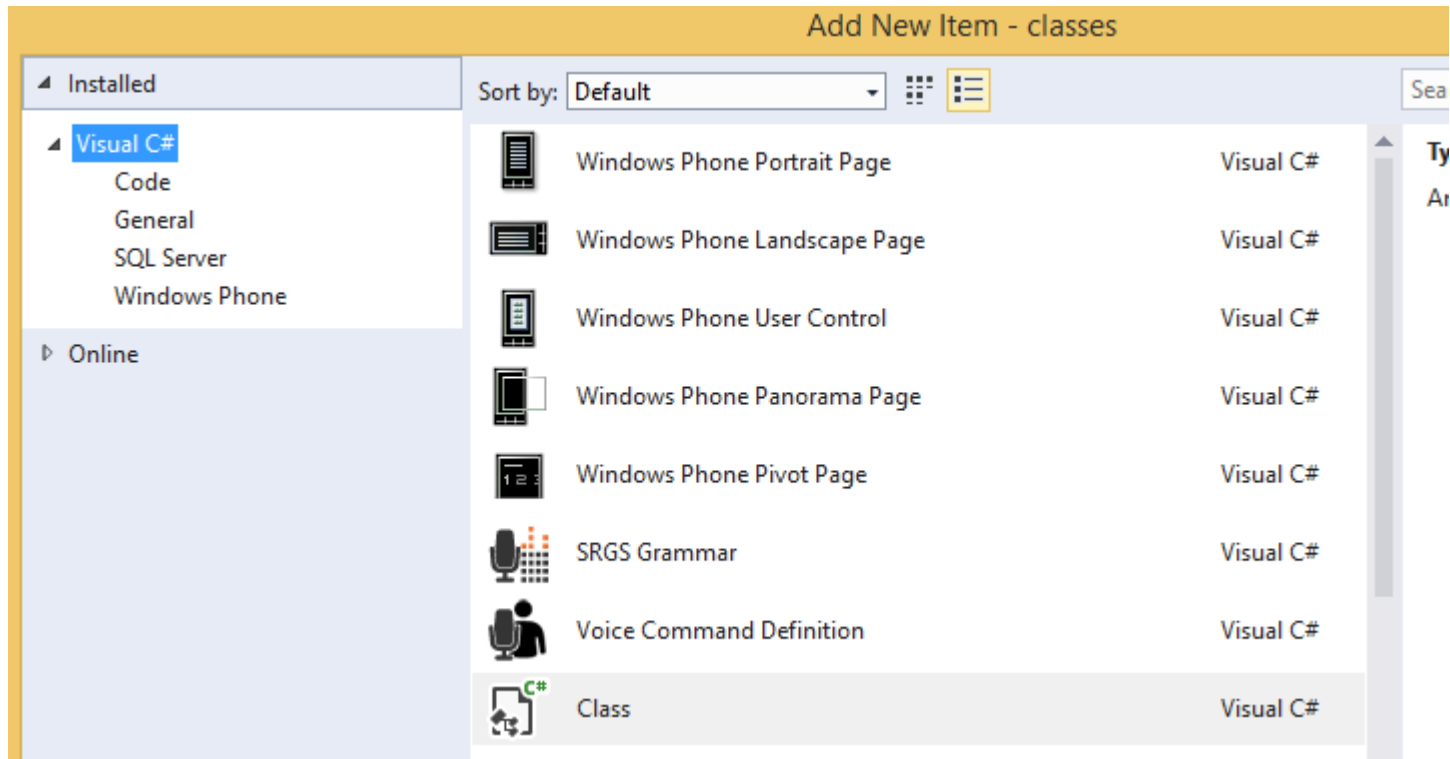 Add New Item - classes
Installed
Sort by: Default
Visual C#
Code
General
SQL Server
Windows Phone
Online
Windows Phone Portrait Page Visual C#
Windows Phone Landscape Page Visual C#
Windows Phone User Control Visual C#
Windows Phone Panorama Page Visual C#
Windows Phone Pivot Page Visual C#
SRGS Grammar Visual C#
Voice Command Definition Visual C#
C#
Class Visual C#